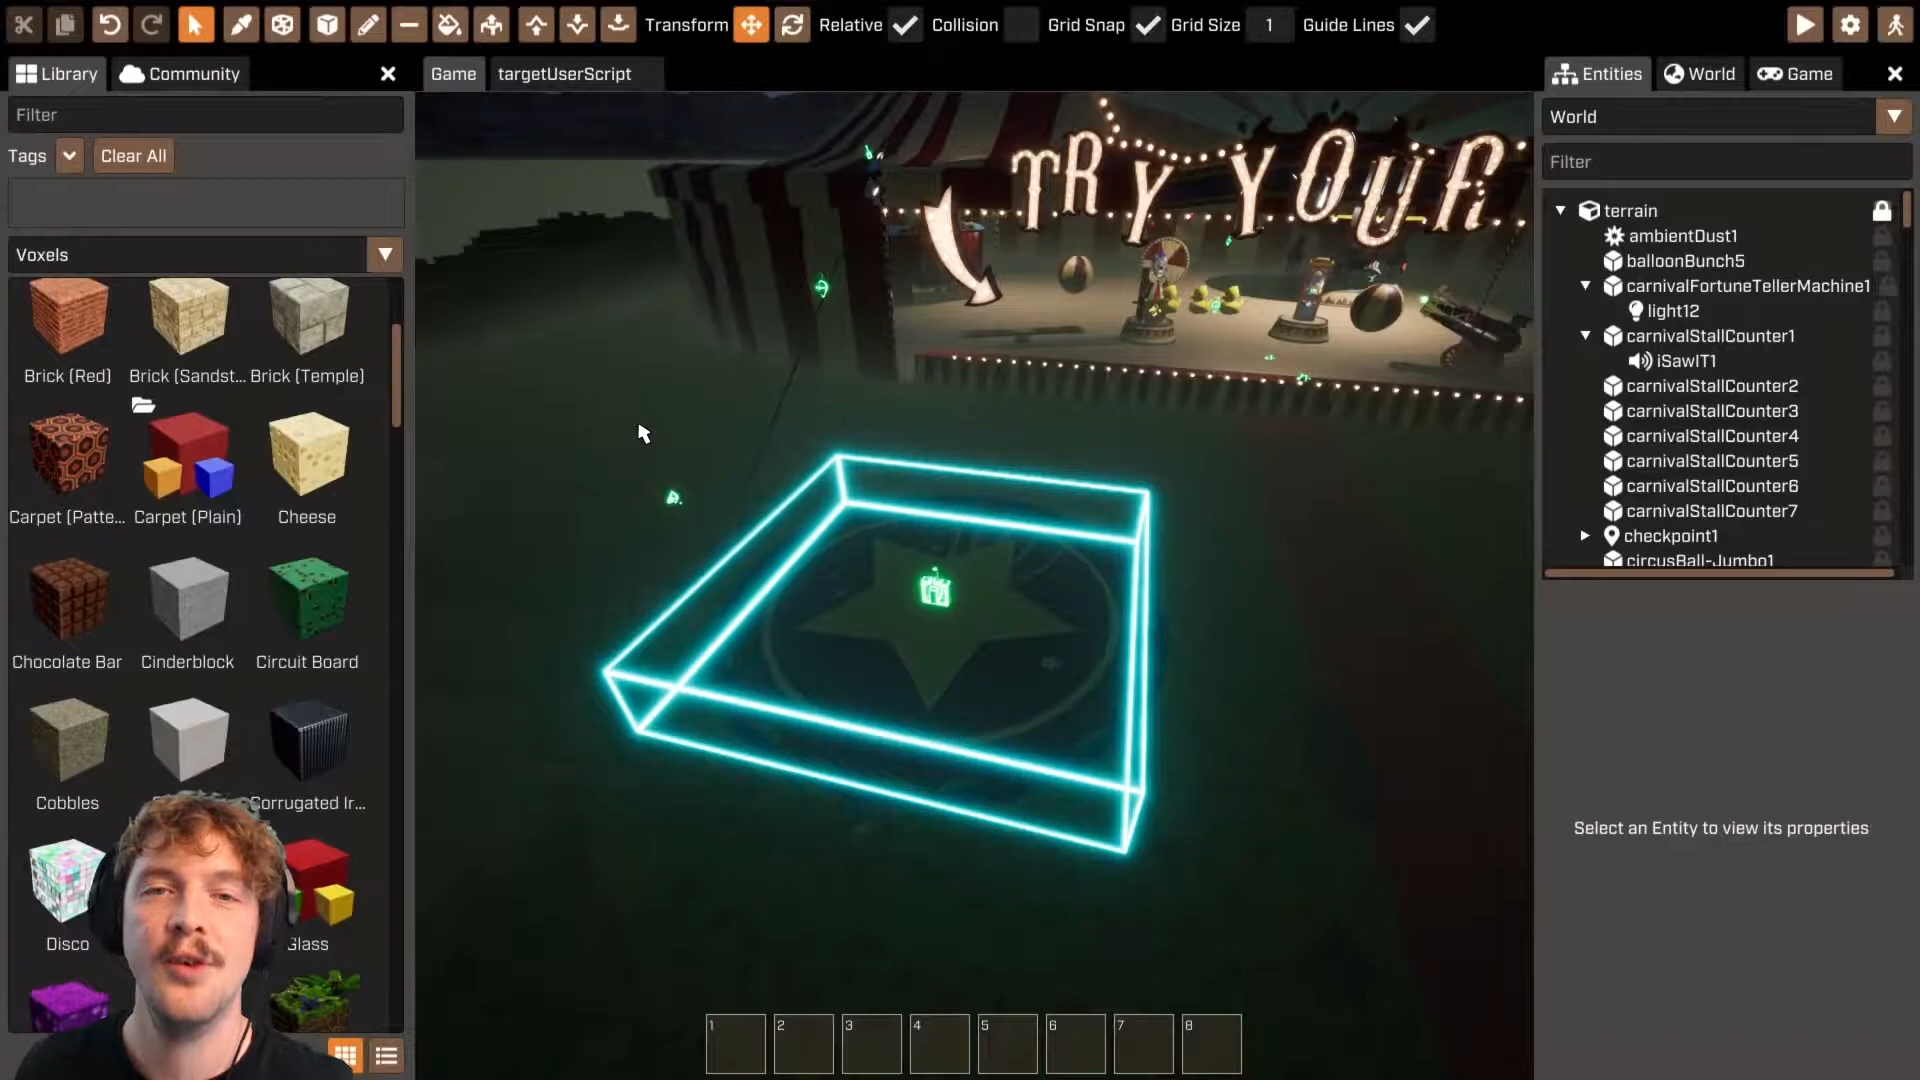 Transform Relative Collision Grid Snap Grid Size 1 Guide Lines
Library Community
Game targetUserScript
Entities World Game
Filter
Tags Clear All
Voxels
Brick (Red) Brick (Sandst... Brick (Temple)
Carpet (Patte... Carpet (Plain) Cheese
Chocolate Bar Cinderblock Circuit Board
Cobbles Corrugated Ir...
Disco Glass
TRY YOUR
1 2 3 4 5 6 7 8
World
Filter
terrain
ambientDust1
balloonBunch5
carnivalFortuneTellerMachine1
light12
carnivalStallCounter1
iSawIT1
carnivalStallCounter2
carnivalStallCounter3
carnivalStallCounter4
carnivalStallCounter5
carnivalStallCounter6
carnivalStallCounter7
checkpoint1
circusBall-Jumbo1
Select an Entity to view its properties